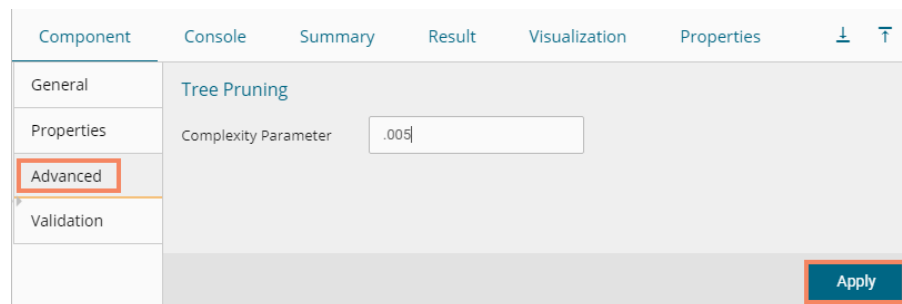 Component Console Summary Result Visualization Properties
General
Properties
Advanced
Validation
Tree Pruning
Complexity Parameter .005
Apply